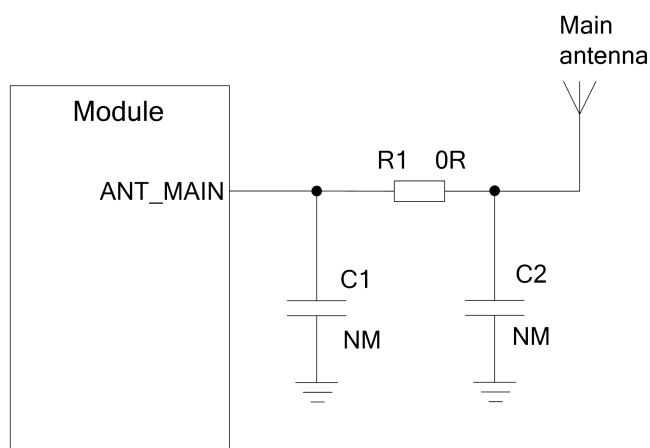 Main
antenna
Module
R1 0R
ANT_MAIN
C1
C2
NM
NM